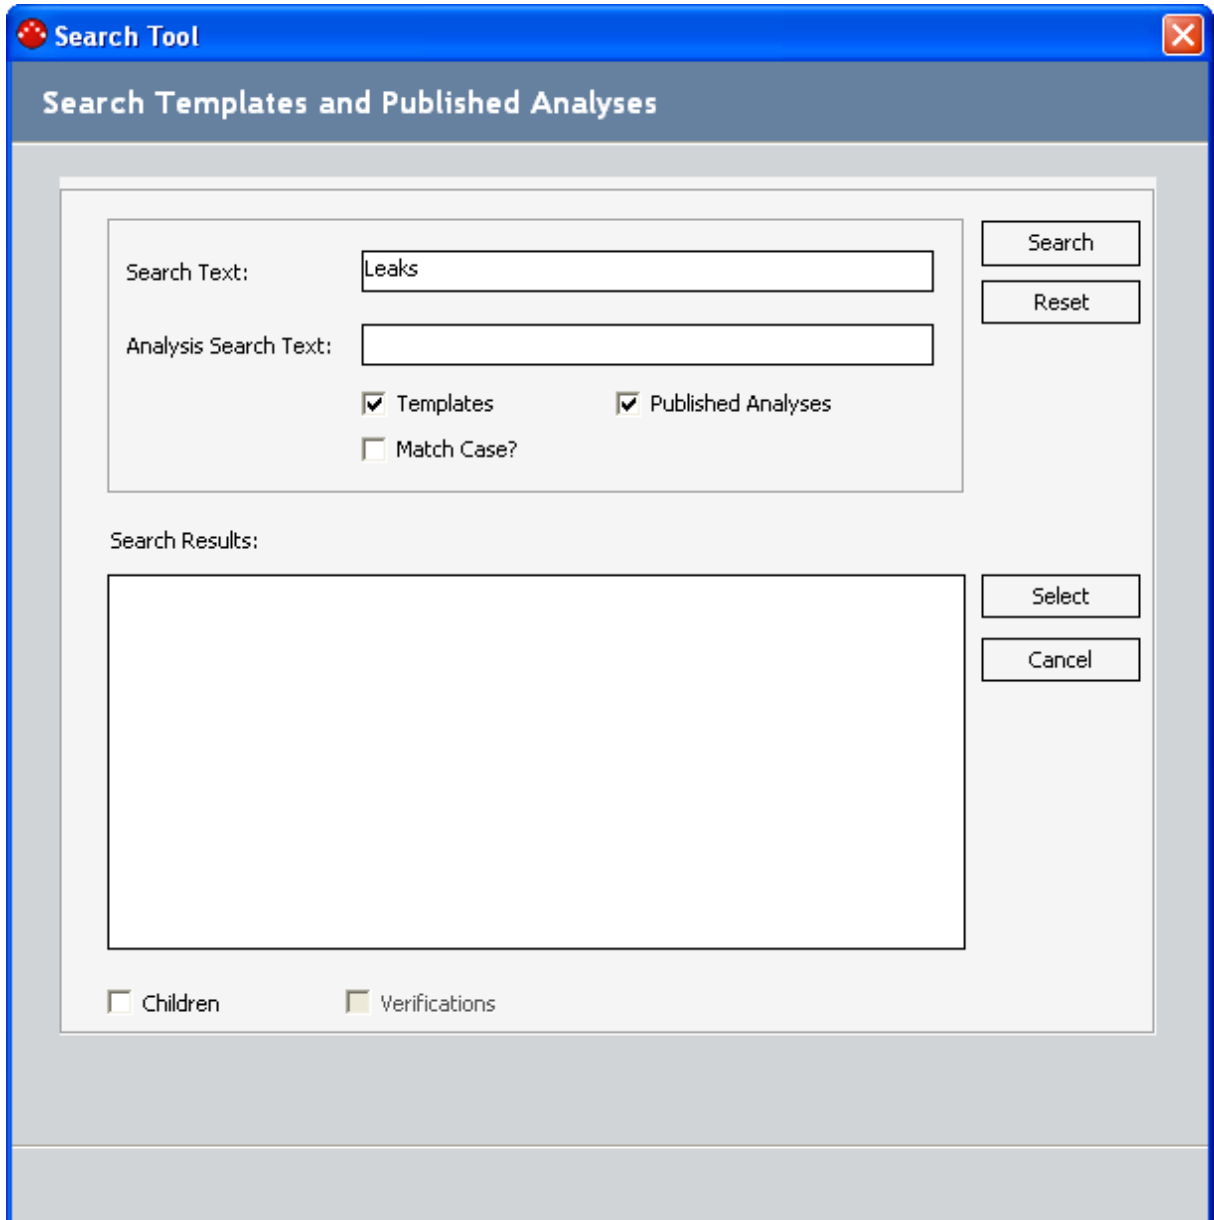 Search Tool
Search Templates and Published Analyses
Search Text:
Leaks
Search
Reset
Analysis Search Text:
Templates
Published Analyses
Match Case?
Search Results:
Select
Cancel
Children
Verifications